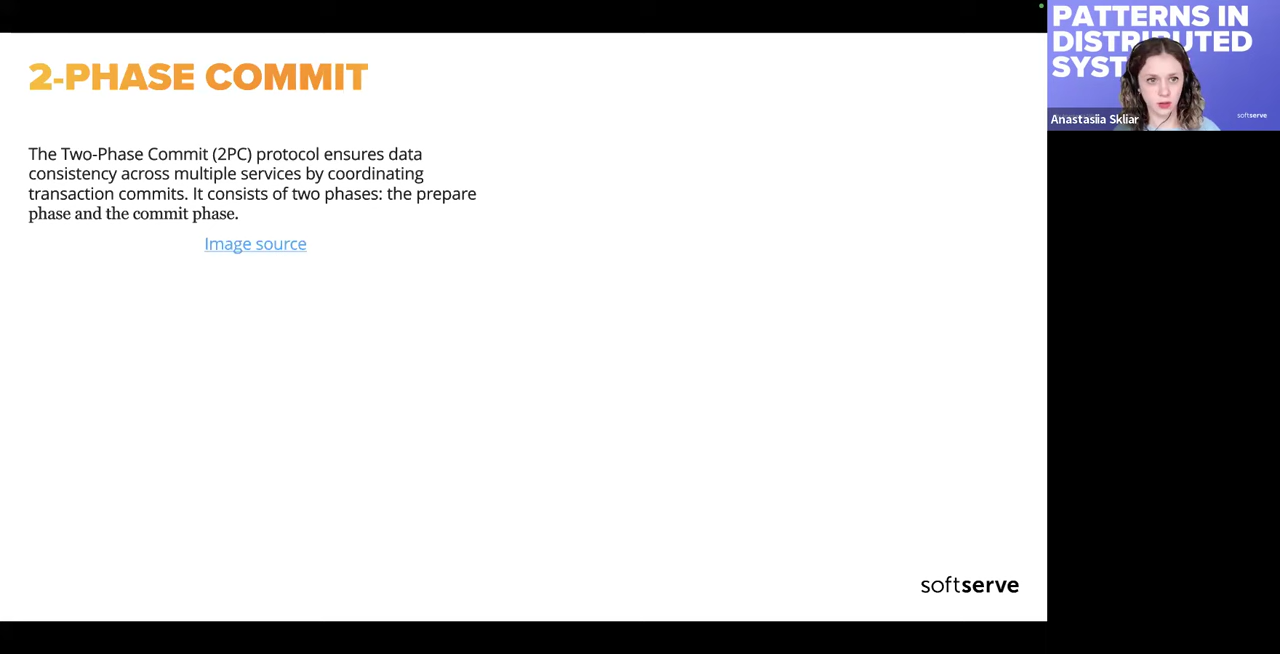 2-PHASE COMMIT
The Two-Phase Commit (2PC) protocol ensures data
consistency across multiple services by coordinating
transaction commits. It consists of two phases: the prepare
phase and the commit phase.
Image source
softserve
PATTERNS IN
DISTRIBUTED
SYST
softserve
Anastasiia Skliar